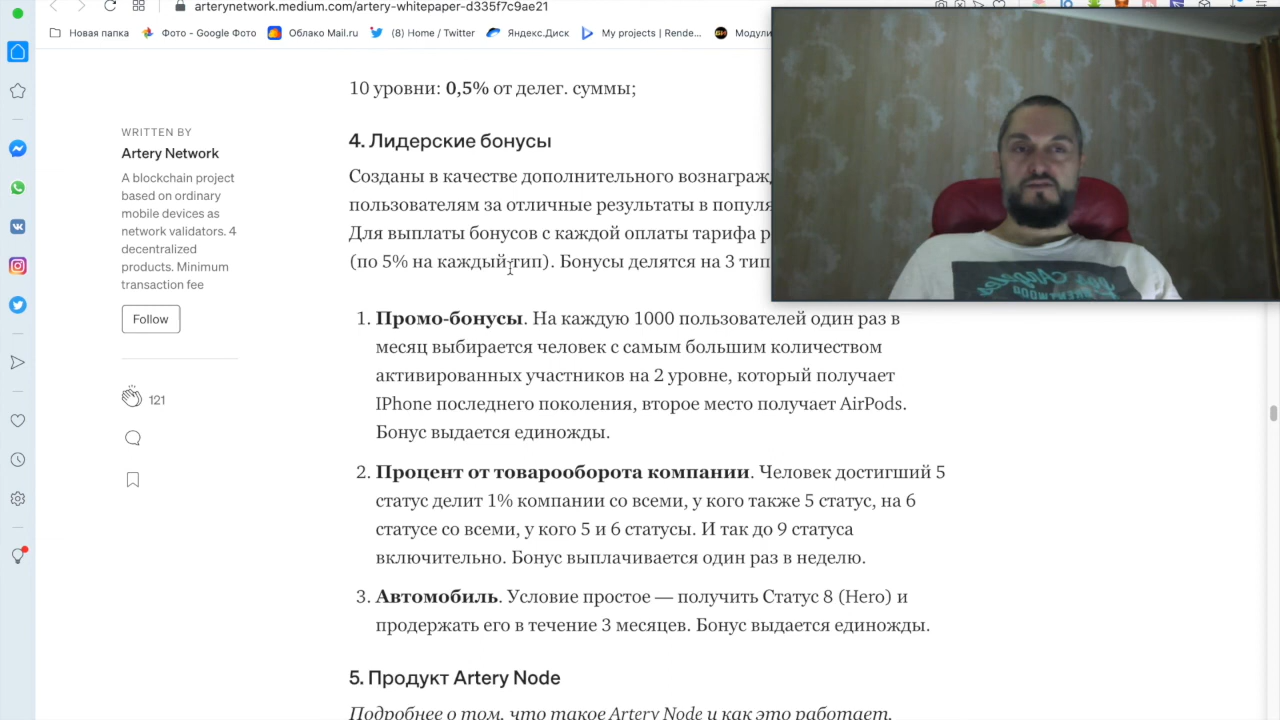 arterynetwork.medium.com/artery-whitepaper-d335f7c9ae21
Новая папка
Фото - Google Фото
Облако Mail.ru
(8) Home / Twitter
Яндекс.Диск
My projects | Rende...
Модули
10 уровни: 0,5% от делег. суммы;
WRITTEN BY
Artery Network
A blockchain project
based on ordinary
mobile devices as
network validators. 4
decentralized
products. Minimum
transaction fee
Follow
121
4. Лидерские бонусы
Созданы в качестве дополнительного вознагражд
пользователям за отличные результаты в популя
Для выплаты бонусов с каждой оплаты тарифа р
(по 5% на каждый тип). Бонусы делятся на 3 тип
1. Промо-бонусы. На каждую 1000 пользователей один раз в
месяц выбирается человек с самым большим количеством
активированных участников на 2 уровне, который получает
IPhone последнего поколения, второе место получает AirPods.
Бонус выдается единожды.
2. Процент от товарооборота компании. Человек достигший 5
статус делит 1% компании со всеми, у кого также 5 статус, на 6
статусе со всеми, у кого 5 и 6 статусы. И так до 9 статуса
включительно. Бонус выплачивается один раз в неделю.
3. Автомобиль. Условие простое — получить Статус 8 (Hero) и
продержать его в течение 3 месяцев. Бонус выдается единожды.
5. Продукт Artery Node
Подробнее о том, что такое Artery Node и как это работает,